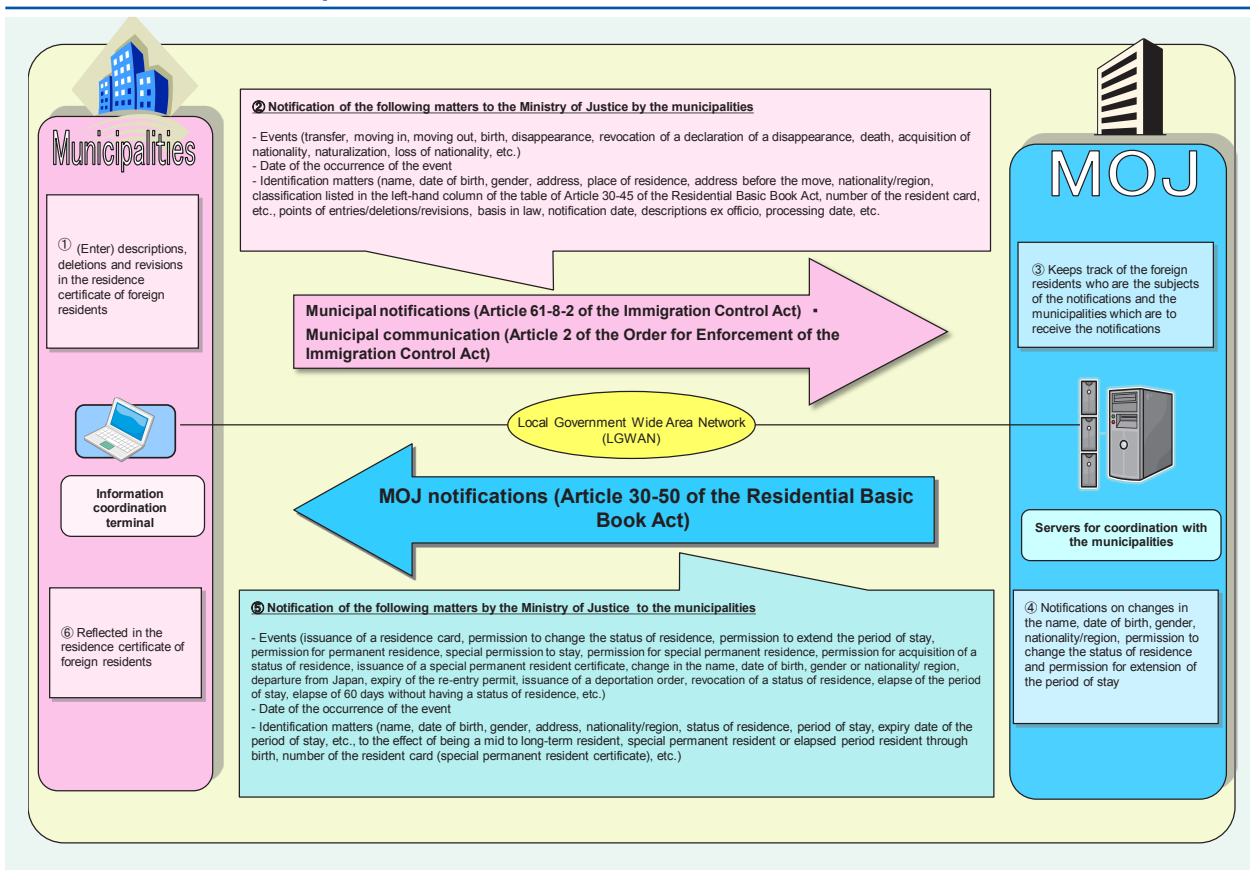 Municipalities
① (Enter) descriptions,
deletions and revisions
in the residence
certificate of foreign
residents
Information
coordination
terminal
⑥ Reflected in the
residence certificate of
foreign residents
② Notification of the following matters to the Ministry of Justice by the municipalities
- Events (transfer, moving in, moving out, birth, disappearance, revocation of a declaration of a disappearance, death, acquisition of
nationality, naturalization, loss of nationality, etc.)
- Date of the occurrence of the event
- Identification matters (name, date of birth, gender, address, place of residence, address before the move, nationality/region,
classification listed in the left-hand column of the table of Article 30-45 of the Residential Basic Book Act, number of the resident card,
etc., points of entries/deletions/revisions, basis in law, notification date, descriptions ex officio, processing date, etc.
Municipal notifications (Article 61-8-2 of the Immigration Control Act) ・
Municipal communication (Article 2 of the Order for Enforcement of the
Immigration Control Act)
Local Government Wide Area Network
(LGWAN)
MOJ notifications (Article 30-50 of the Residential Basic
Book Act)
⑤ Notification of the following matters by the Ministry of Justice to the municipalities
- Events (issuance of a residence card, permission to change the status of residence, permission to extend the period of stay,
permission for permanent residence, special permission to stay, permission for special permanent residence, permission for acquisition of a
status of residence, issuance of a special permanent resident certificate, change in the name, date of birth, gender or nationality/ region,
departure from Japan, expiry of the re-entry permit, issuance of a deportation order, revocation of a status of residence, elapse of the period
of stay, elapse of 60 days without having a status of residence, etc.)
- Date of the occurrence of the event
- Identification matters (name, date of birth, gender, address, nationality/region, status of residence, period of stay, expiry date of the
period of stay, etc., to the effect of being a mid to long-term resident, special permanent resident or elapsed period resident through
birth, number of the resident card (special permanent resident certificate), etc.)
MOJ
③ Keeps track of the foreign
residents who are the subjects
of the notifications and the
municipalities which are to
receive the notifications
Servers for coordination with
the municipalities
④ Notifications on changes in
the name, date of birth, gender,
nationality/region, permission to
change the status of residence
and permission for extension of
the period of stay